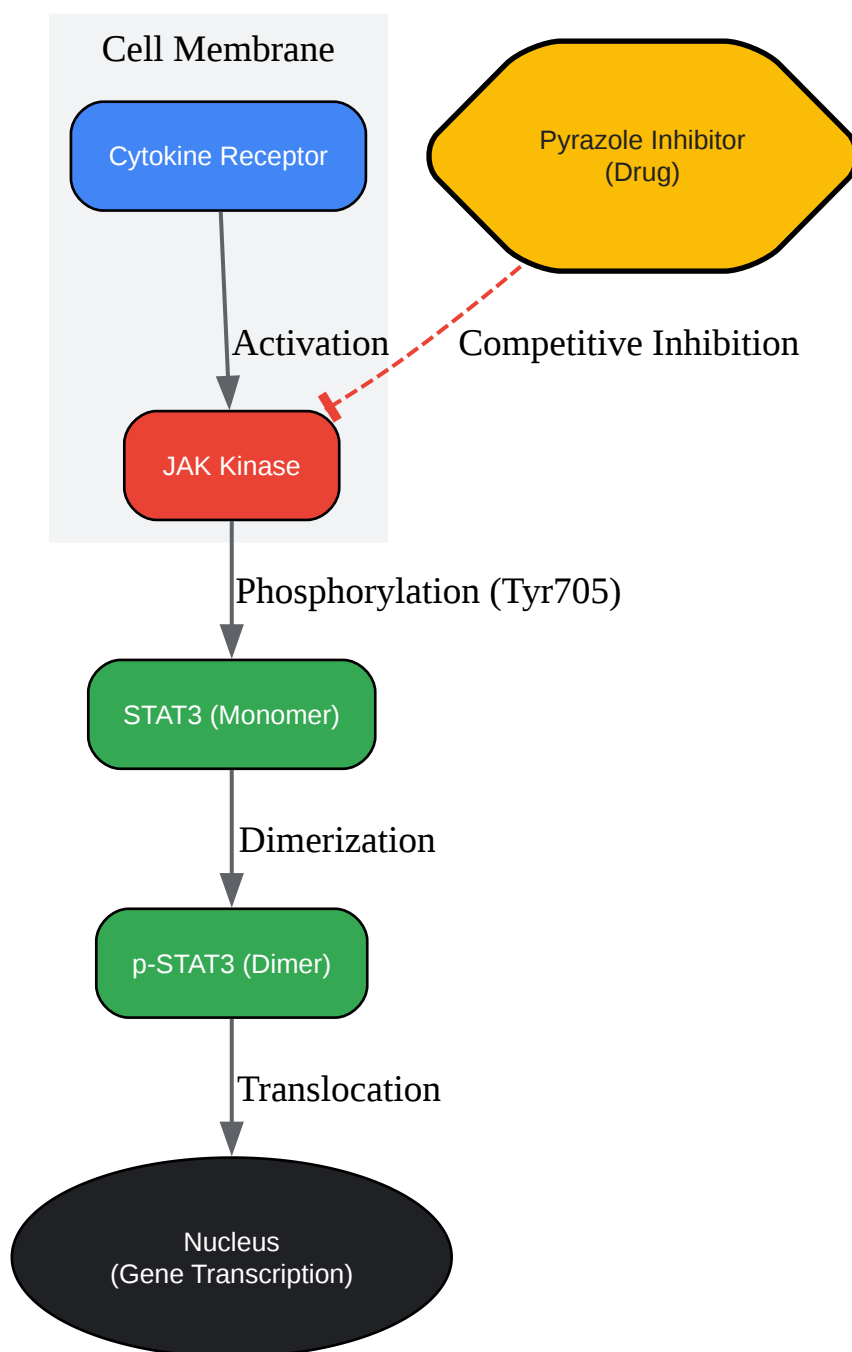 Cell Membrane
Cytokine Receptor
Pyrazole Inhibitor
(Drug)
Activation
Competitive Inhibition
JAK Kinase
Phosphorylation (Tyr705)
STAT3 (Monomer)
Dimerization
p-STAT3 (Dimer)
Translocation
Nucleus
(Gene Transcription)